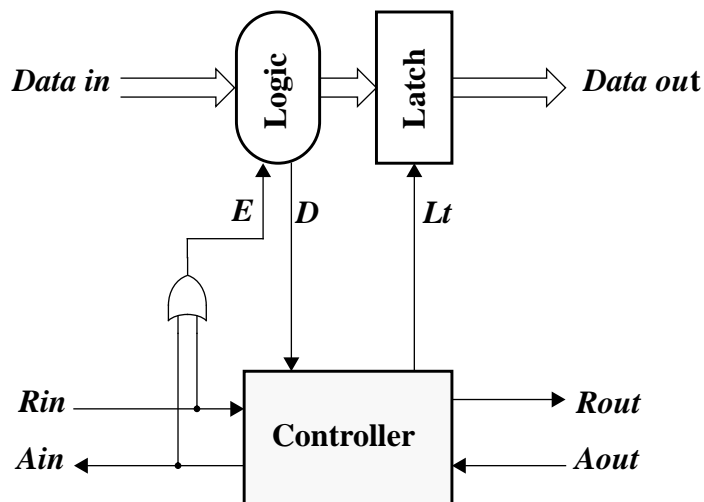 Data in
Logic
Latch
Data out
E
D
Lt
Rin
Controller
Rout
Ain
Aout